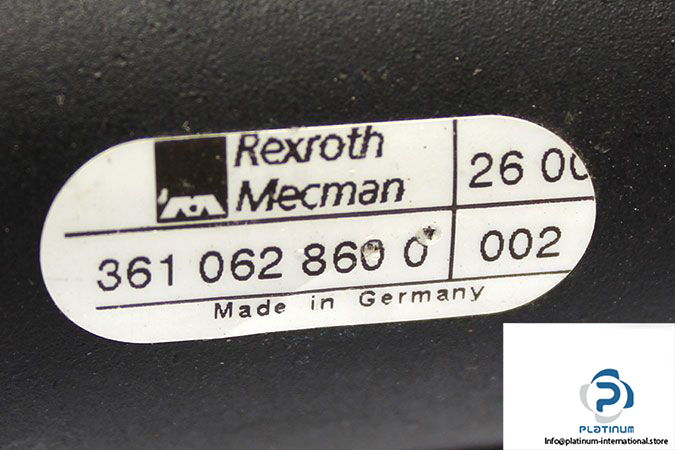 Rexroth
Mecman
26 00
361 062 860 0
002
Made in Germany
PLATINUM
Info@platinum-international.store